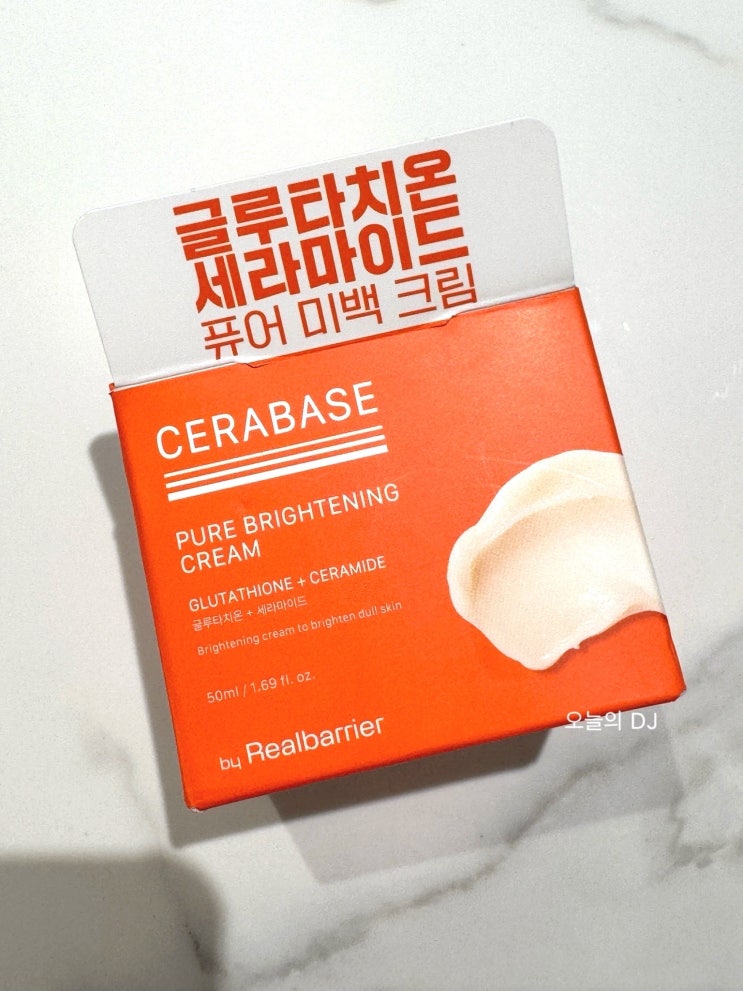 글루타치온
세라마이드
퓨어 미백 크림
CERABASE
PURE BRIGHTENING
CREAM
GLUTATHIONE + CERAMIDE
글루타치온 + 세라마이드
Brightening cream to brighten dull skin
50ml / 1.69 fl. oz.
by Realbarrier
오늘의 DJ